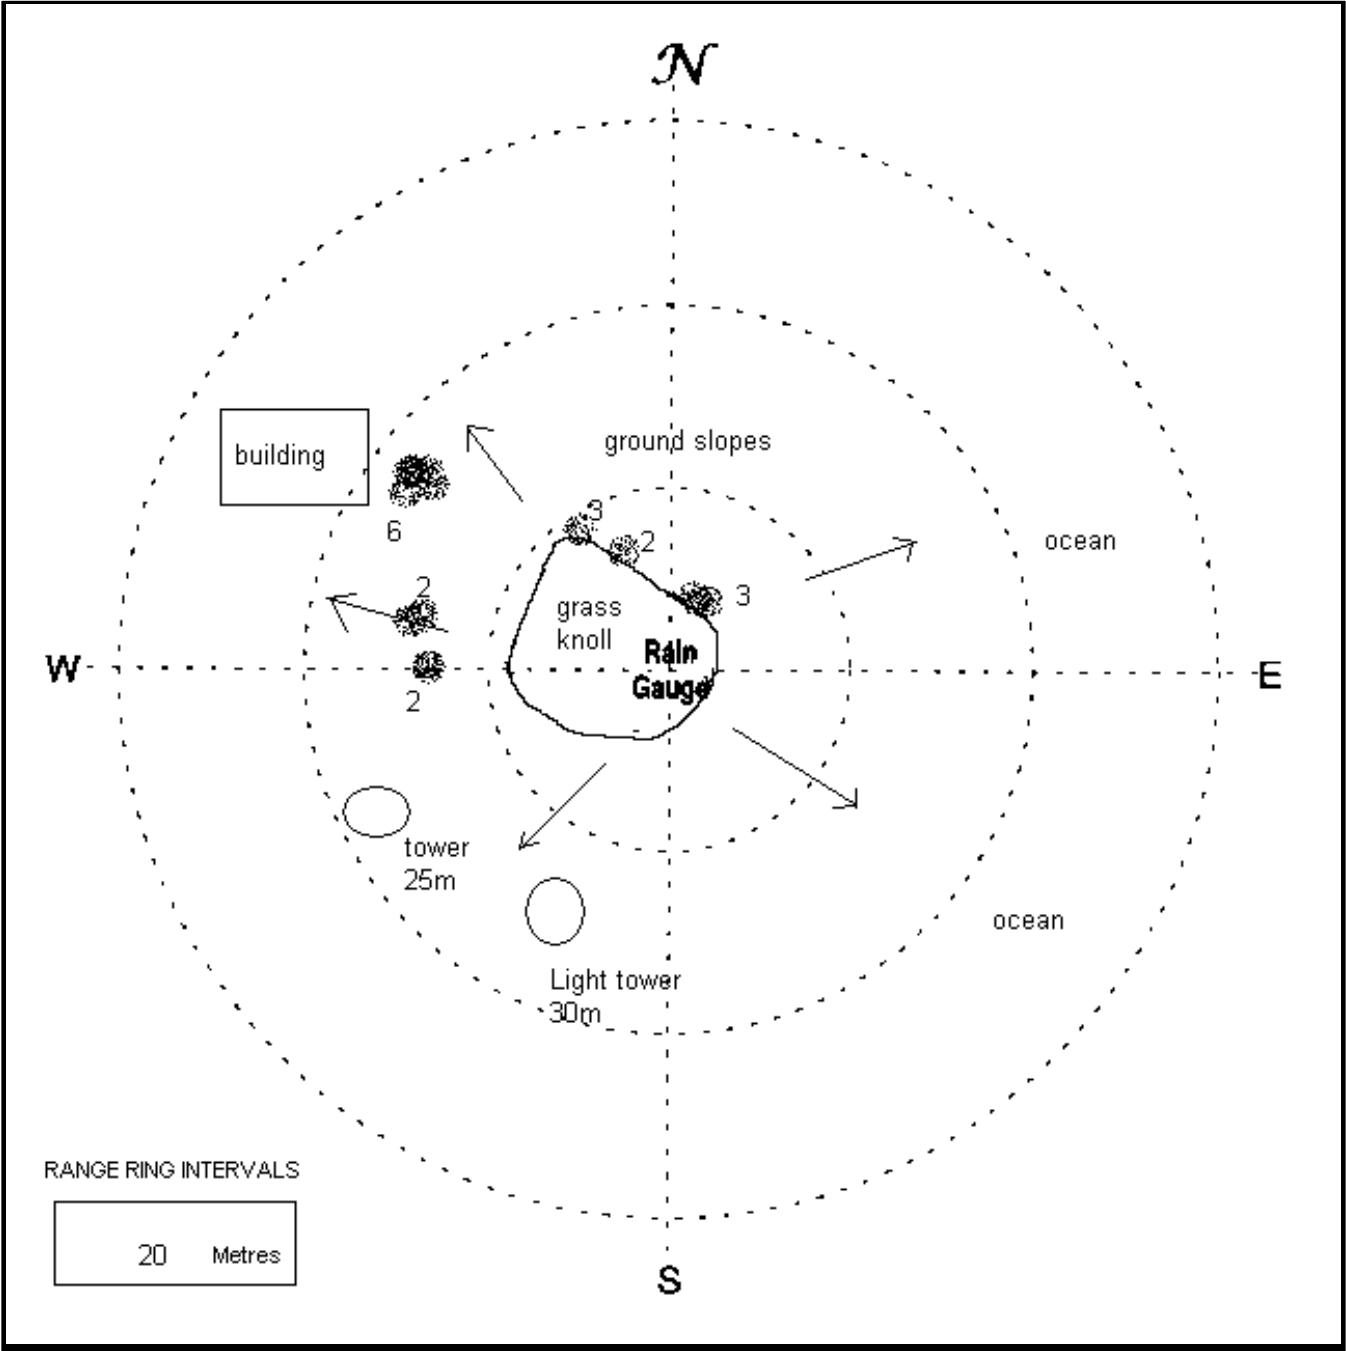 N
building
ground slopes
3
2
6
ocean
2
grass
knoll
3
Rain
Gauge
W
E
2
tower
25m
ocean
Light tower
30m
RANGE RING INTERVALS
20 Metres
S